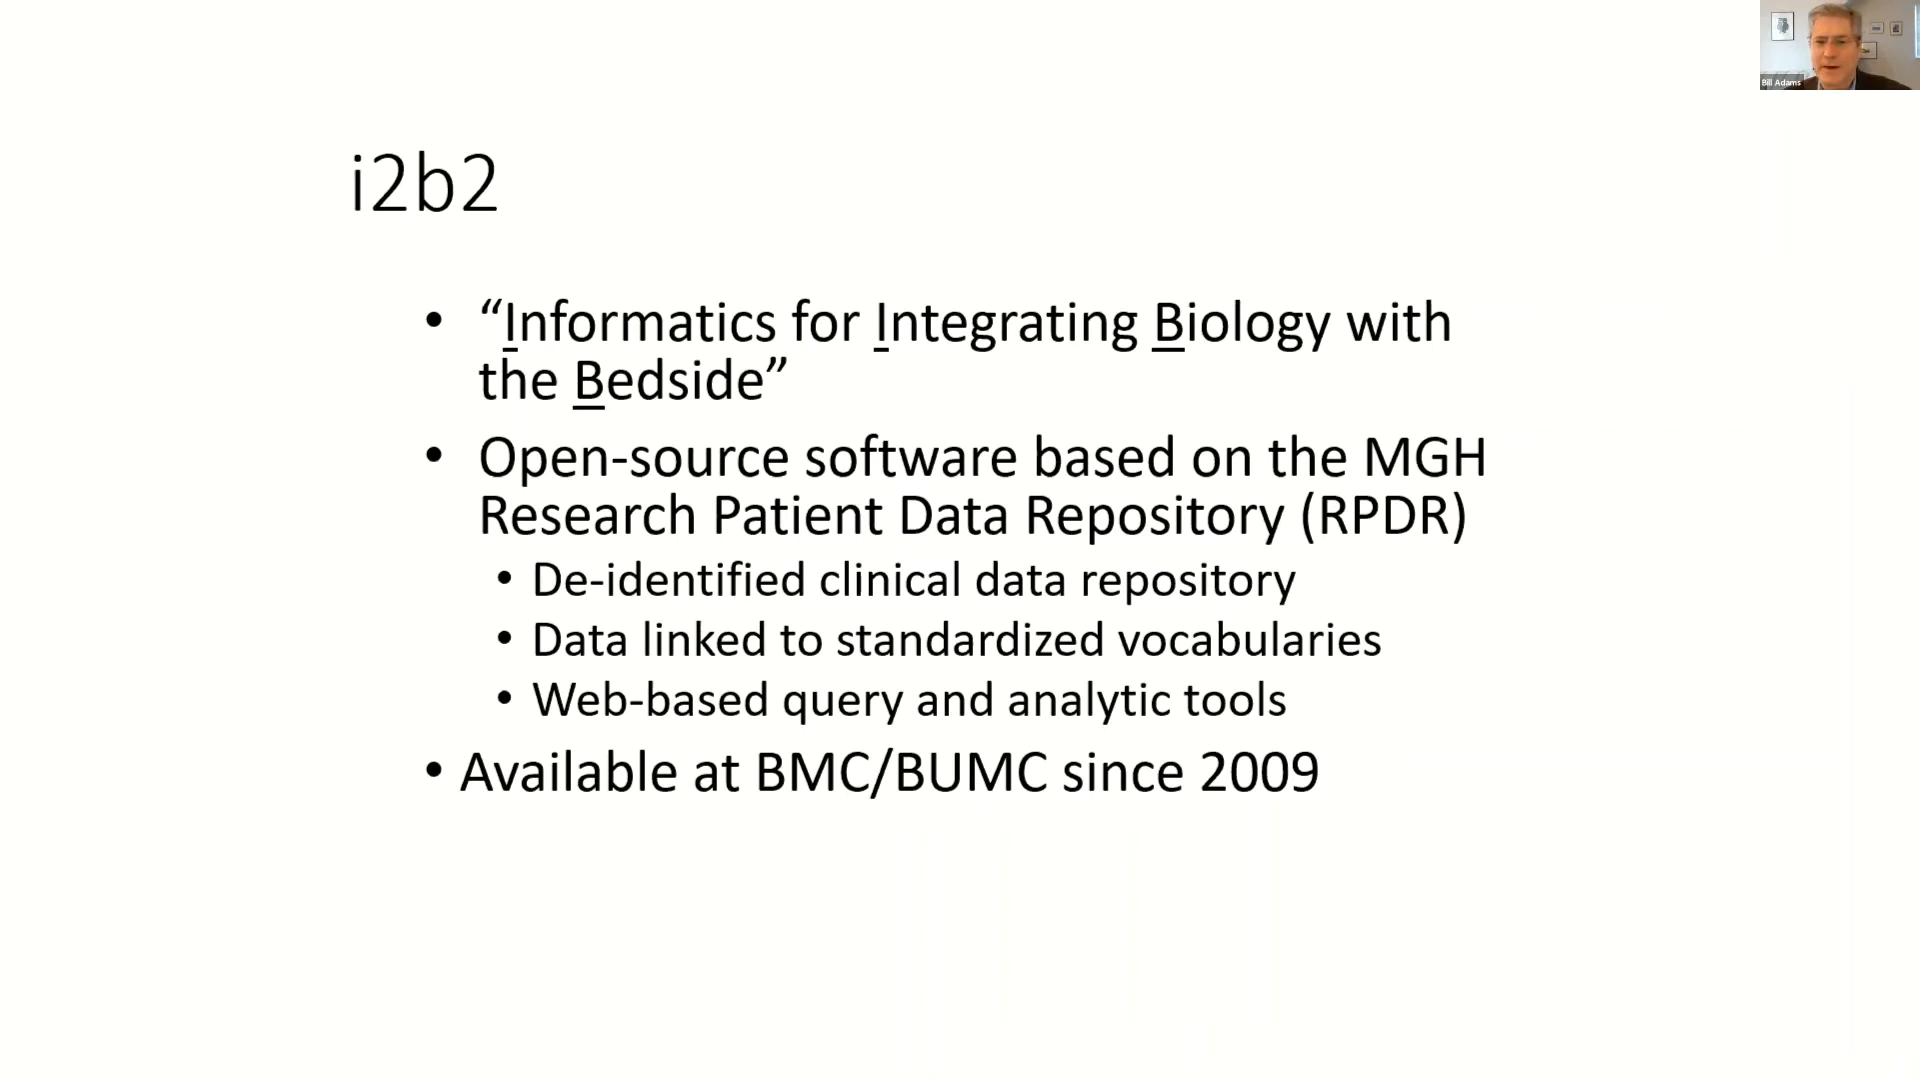 Bill Adams
i2b2
• “Informatics for Integrating Biology with
the Bedside”
• Open-source software based on the MGH
Research Patient Data Repository (RPDR)
• De-identified clinical data repository
• Data linked to standardized vocabularies
• Web-based query and analytic tools
• Available at BMC/BUMC since 2009